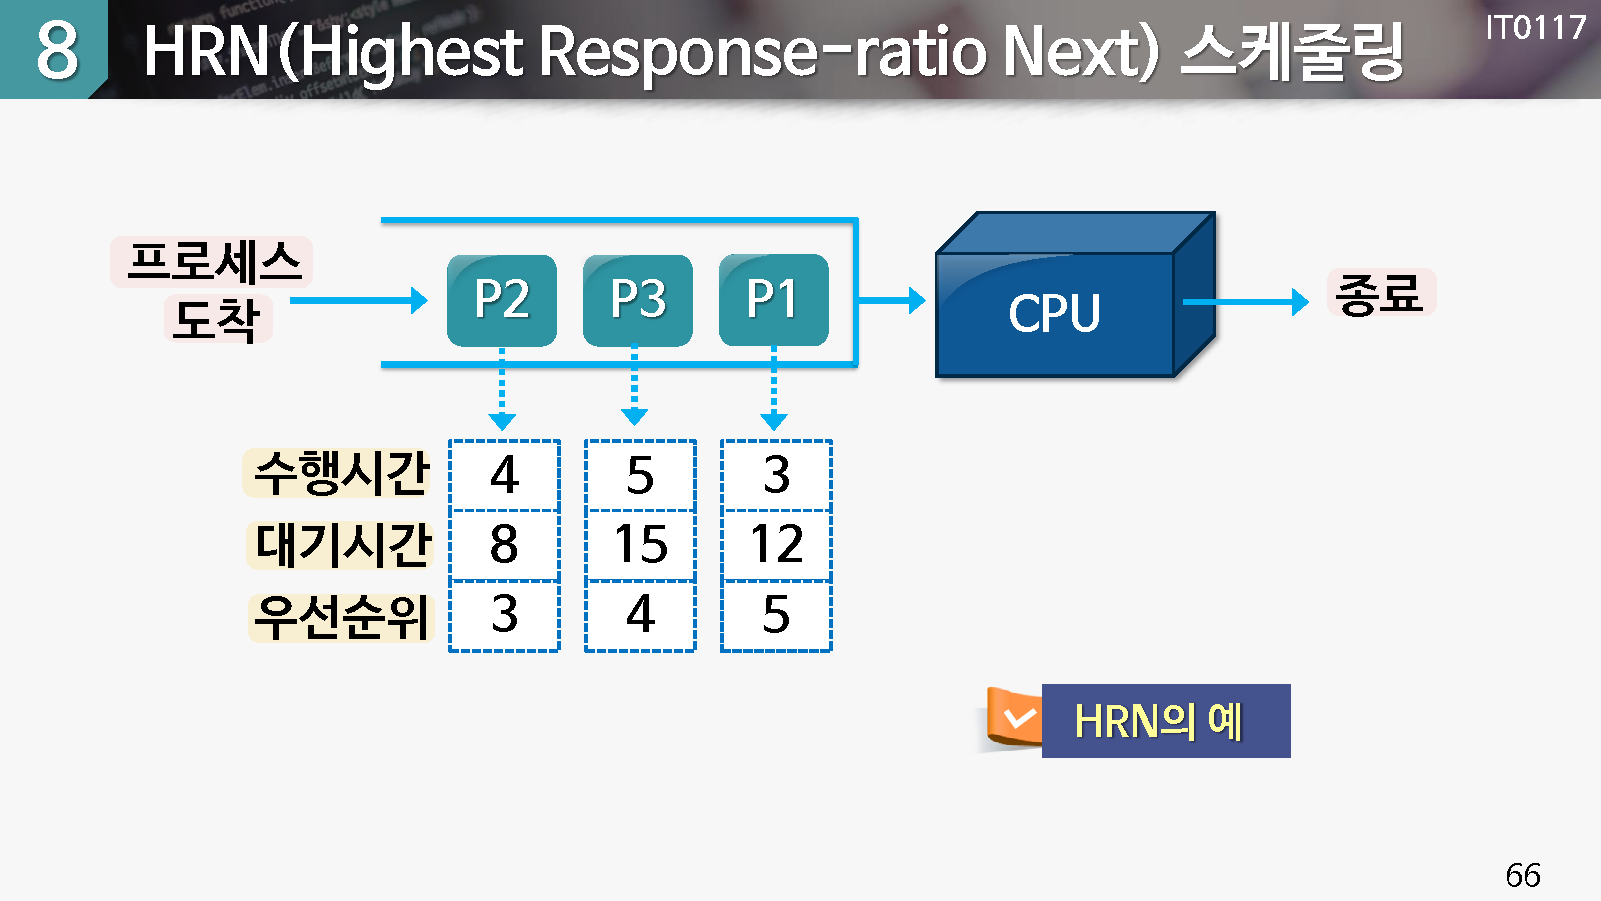 8 HRN(Highest Response-ratio Next) 스케줄링 IT0117
프로세스
도착
P2 P3 P1
CPU
종료
수행시간 4 5 3
대기시간 8 15 12
우선순위 3 4 5
HRN의 예
66